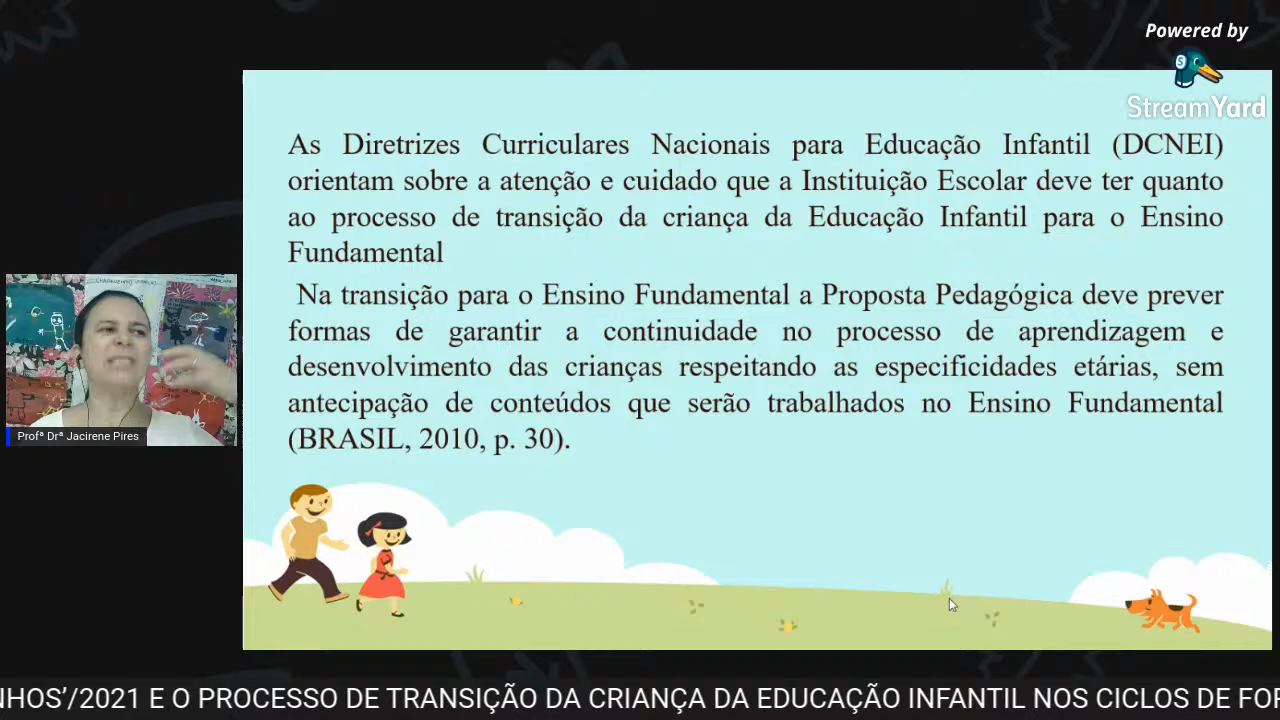 Powered by
StreamYard
As Diretrizes Curriculares Nacionais para Educação Infantil (DCNEI)
orientam sobre a atenção e cuidado que a Instituição Escolar deve ter quanto
ao processo de transição da criança da Educação Infantil para o Ensino
Fundamental
Na transição para o Ensino Fundamental a Proposta Pedagógica deve prever
formas de garantir a continuidade no processo de aprendizagem e
desenvolvimento das crianças respeitando as especificidades etárias, sem
antecipação de conteúdos que serão trabalhados no Ensino Fundamental
(BRASIL, 2010, p. 30).
Profª Drª Jacirene Pires
NHOS'/2021 E O PROCESSO DE TRANSIÇÃO DA CRIANÇA DA EDUCAÇÃO INFANTIL NOS CICLOS DE FOR